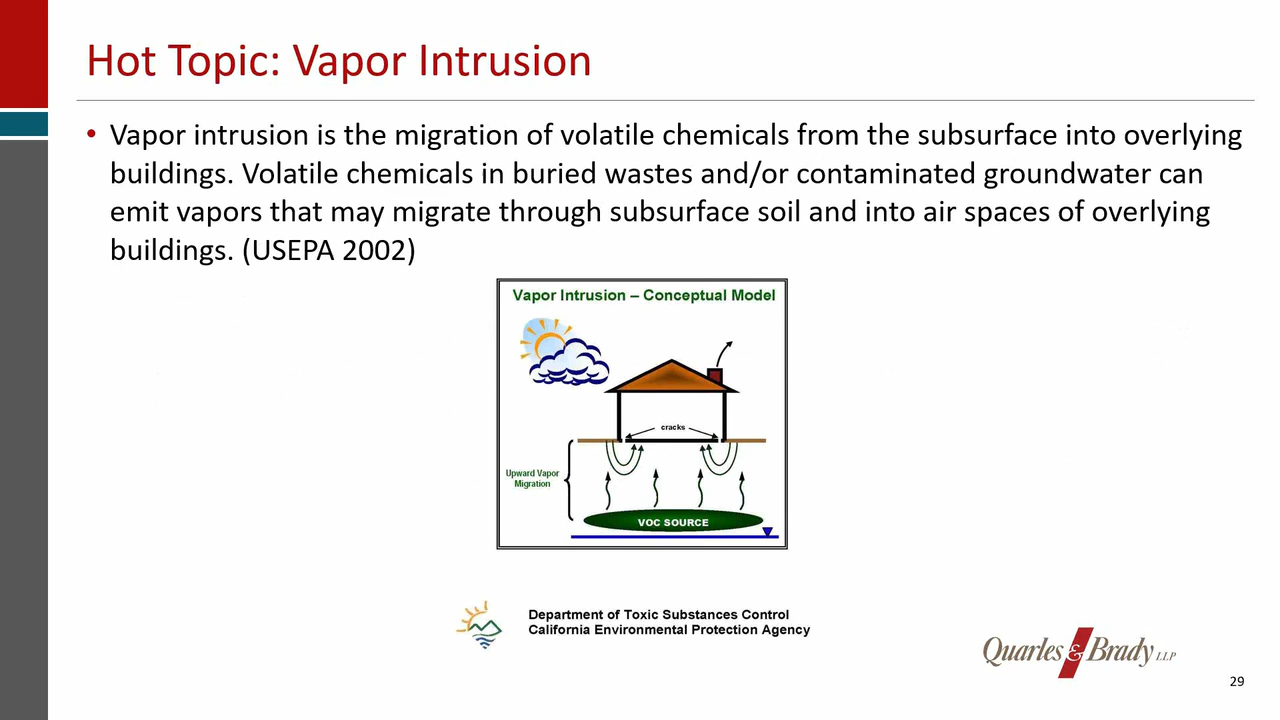 Hot Topic: Vapor Intrusion
• Vapor intrusion is the migration of volatile chemicals from the subsurface into overlying
buildings. Volatile chemicals in buried wastes and/or contaminated groundwater can
emit vapors that may migrate through subsurface soil and into air spaces of overlying
buildings. (USEPA 2002)
Vapor Intrusion – Conceptual Model
cracks
Upward Vapor
Migration
VOC SOURCE
Department of Toxic Substances Control
California Environmental Protection Agency
Quarles & Brady LLP
29